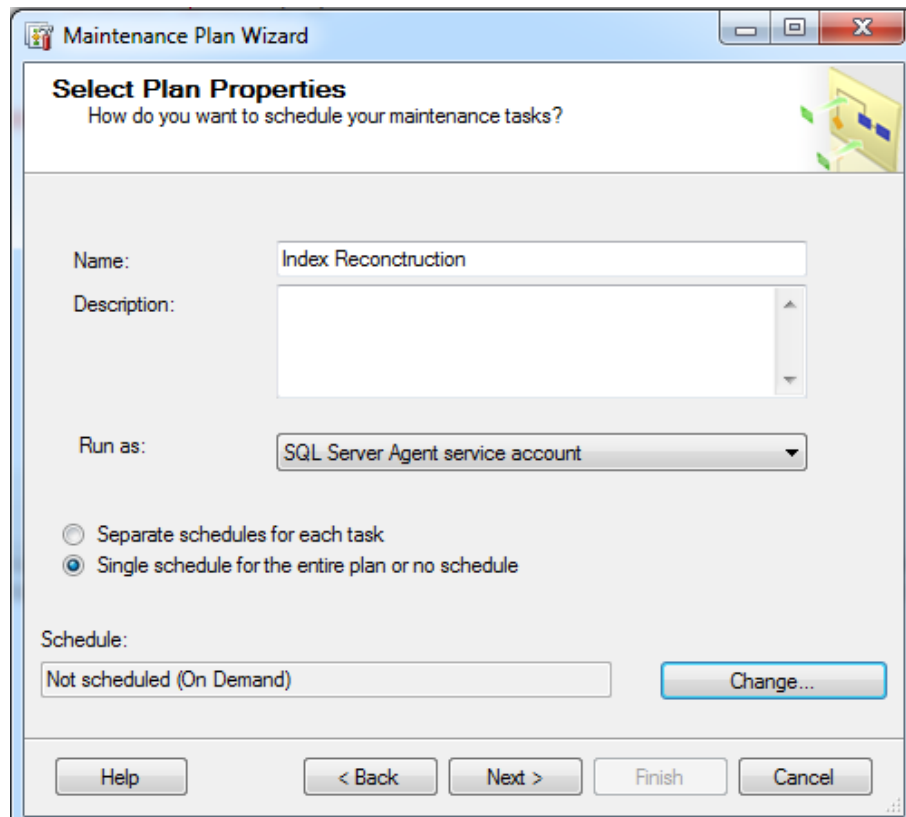 Maintenance Plan Wizard
Select Plan Properties
How do you want to schedule your maintenance tasks?
Name:
Index Reconctruction
Description:
Run as:
SQL Server Agent service account
Separate schedules for each task
Single schedule for the entire plan or no schedule
Schedule:
Not scheduled (On Demand)
Change...
Help
< Back
Next >
Finish
Cancel